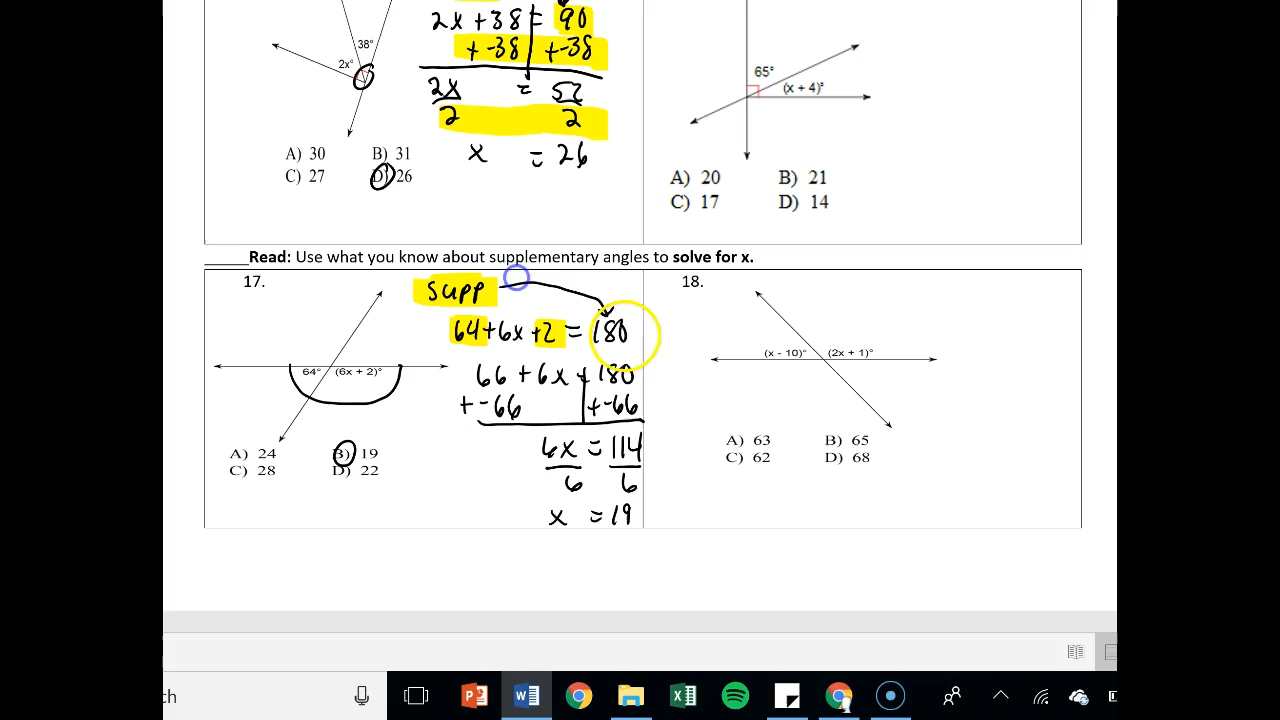 2x + 38 = 90
+ -38 + -38
2x = 52
2 2
x = 26
38°
2x°
A) 30 B) 31
C) 27 D) 26
65°
(x + 4)°
A) 20 B) 21
C) 17 D) 14
_____Read: Use what you know about supplementary angles to solve for x.
17.
Supp
64 + 6x + 2 = 180
66 + 6x = 180
+ -66 + -66
6x = 114
6 6
x = 19
64° (6x + 2)°
A) 24 B) 19
C) 28 D) 22
18.
(x - 10)° (2x + 1)°
A) 63 B) 65
C) 62 D) 68
ch